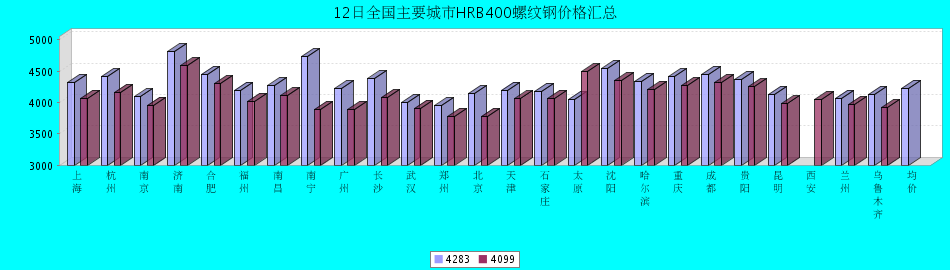 12日全国主要城市HRB400螺纹钢价格汇总
5000
4500
4000
3500
3000
上海
杭州
南京
济南
合肥
福州
南昌
南宁
广州
长沙
武汉
郑州
北京
天津
石家庄
太原
沈阳
哈尔滨
重庆
成都
贵阳
昆明
西安
兰州
乌鲁木齐
均价
4283 4099